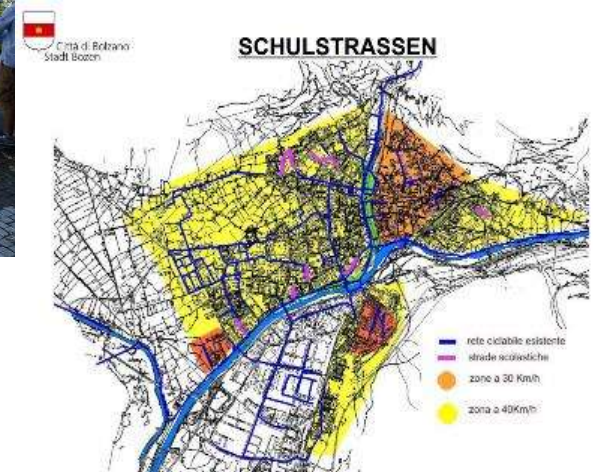 Città di Bolzano
Stadt Bozen
SCHULSTRASSEN
rete ciclabile esistente
strade scolastiche
zone a 30 Km/h
zona a 40Km/h